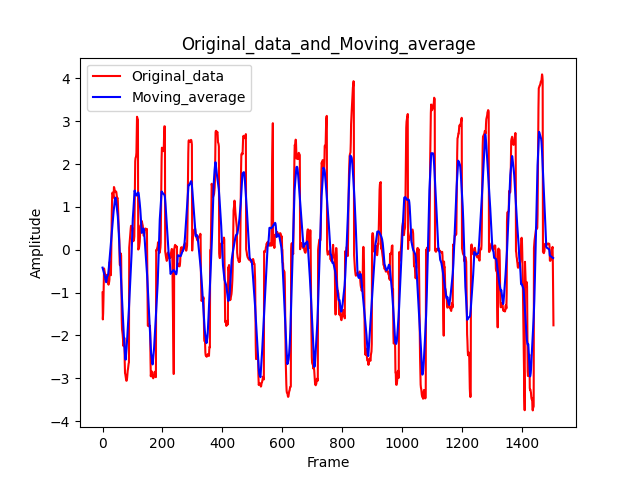 Original_data_and_Moving_average
Original_data
Moving_average
Amplitude
4
3
2
1
0
−1
−2
−3
−4
0 200 400 600 800 1000 1200 1400
Frame